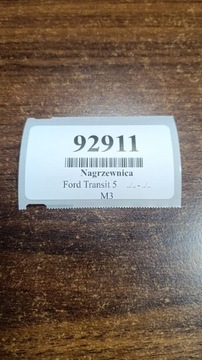 92911
Nagrzewnica
Ford Transit 5 .-.
M3